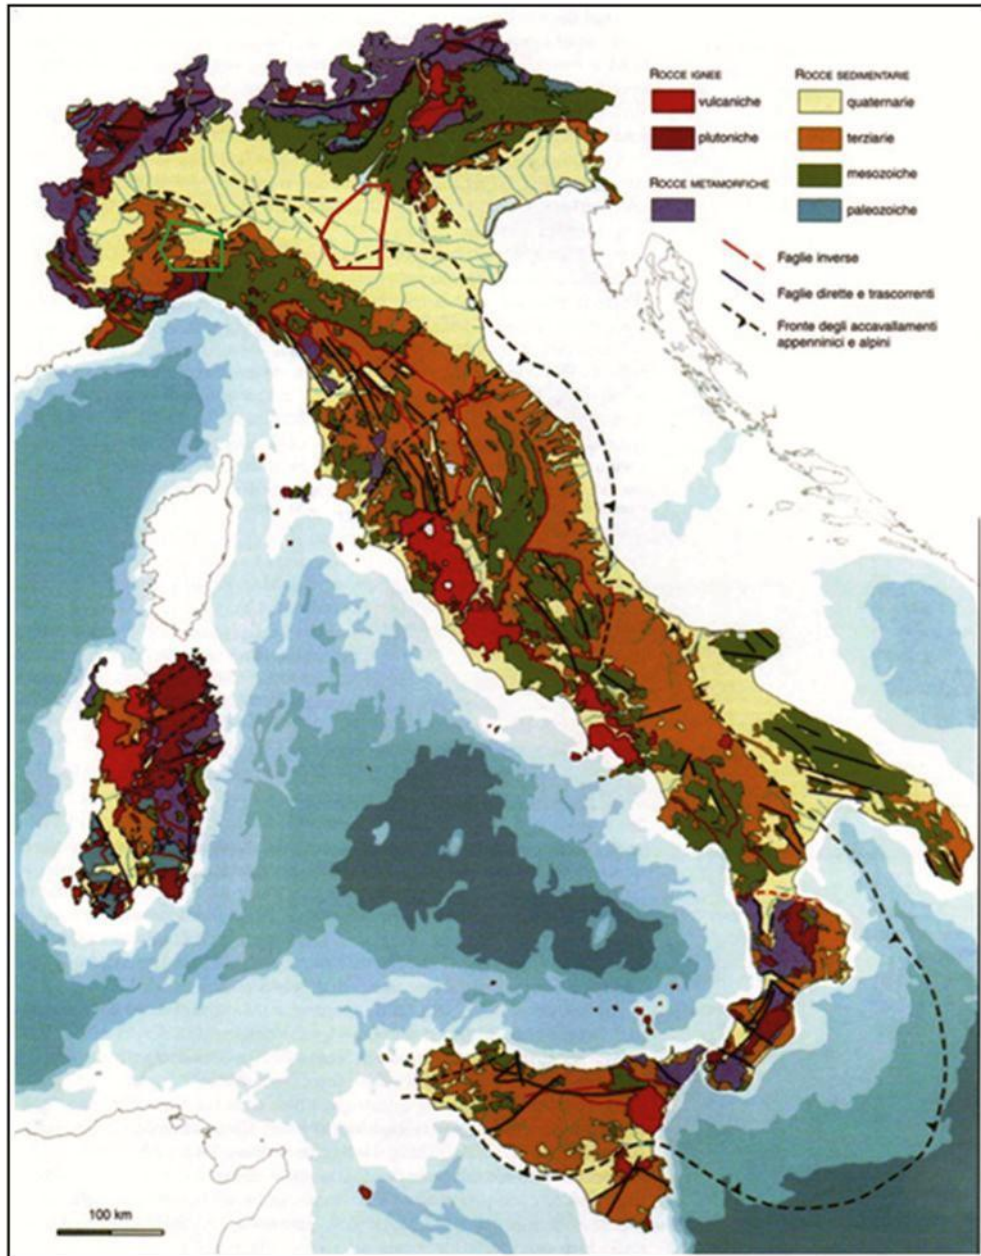 ROCCE IGNEE
vulcaniche
plutoniche
ROCCE METAMORFICHE
ROCCE SEDIMENTARIE
quaternarie
terziarie
mesozoiche
paleozoiche
Faglie inverse
Faglie dirette e trascorrenti
Fronte degli accavallamenti
appenninici e alpini
100 km